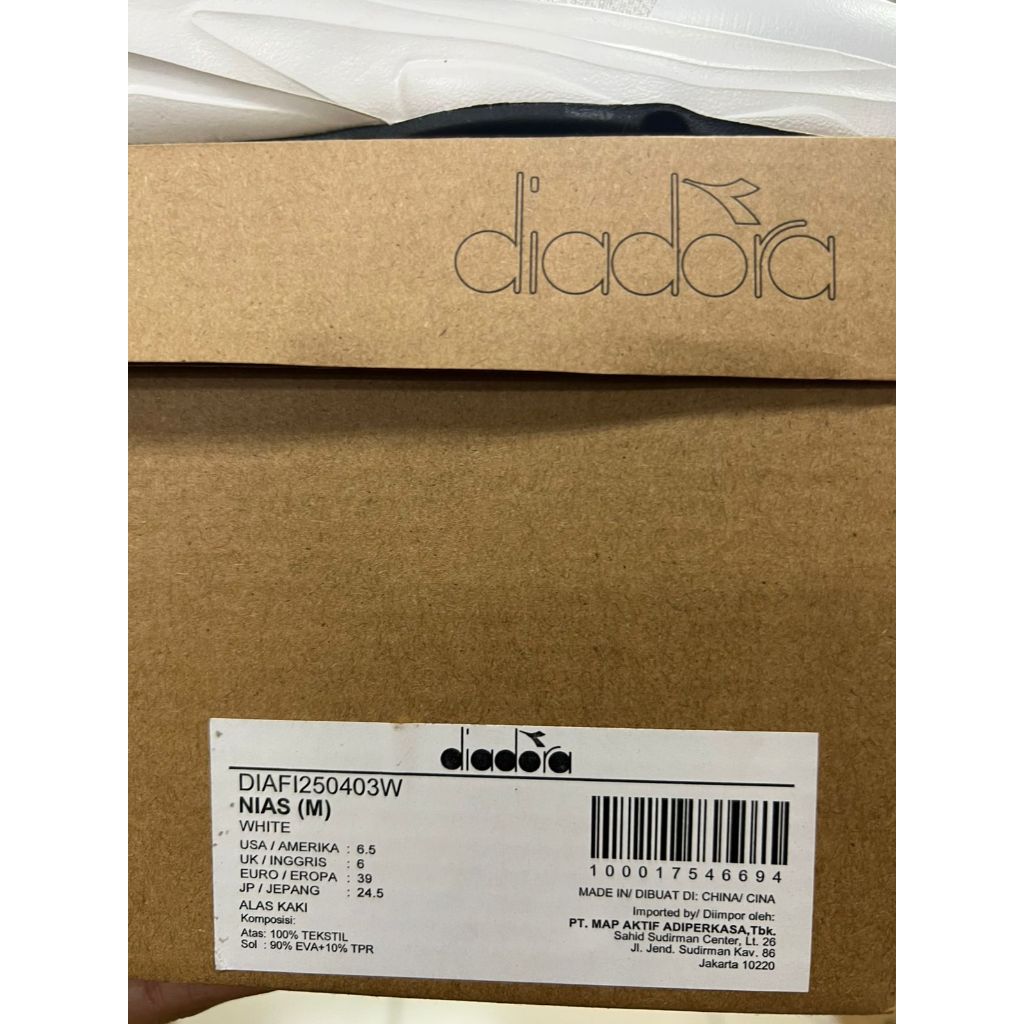 diadora
diadora
DIAFI250403W
NIAS (M)
WHITE
USA / AMERIKA : 6.5
UK / INGGRIS : 6
EURO / EROPA : 39
JP / JEPANG : 24.5
ALAS KAKI
Komposisi:
Atas: 100% TEKSTIL
Sol : 90% EVA+10% TPR
100017546694
MADE IN/ DIBUAT DI: CHINA/ CINA
Imported by/ Diimpor oleh:
PT. MAP AKTIF ADIPERKASA,Tbk.
Sahid Sudirman Center, Lt. 26
Jl. Jend. Sudirman Kav. 86
Jakarta 10220